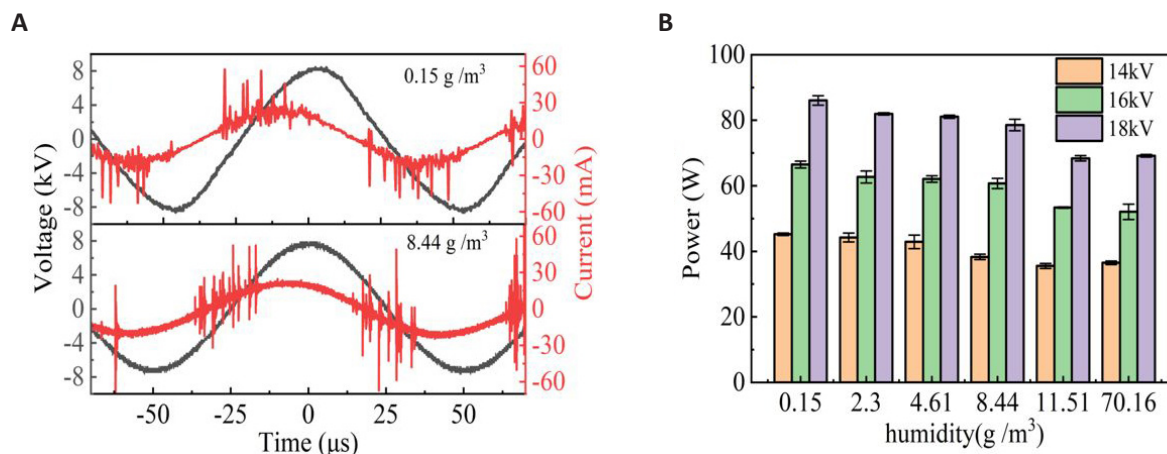 A
Voltage (kV)
8
4
0
-4
-8
0.15 g /m³
60
30
0
-30
-60
8
4
0
-4
-8
8.44 g /m³
60
30
0
-30
-60
Current (mA)
-50 -25 0 25 50
Time (μs)
B
Power (W)
100
80
60
40
20
0
14kV
16kV
18kV
0.15 2.3 4.61 8.44 11.51 70.16
humidity(g /m³)